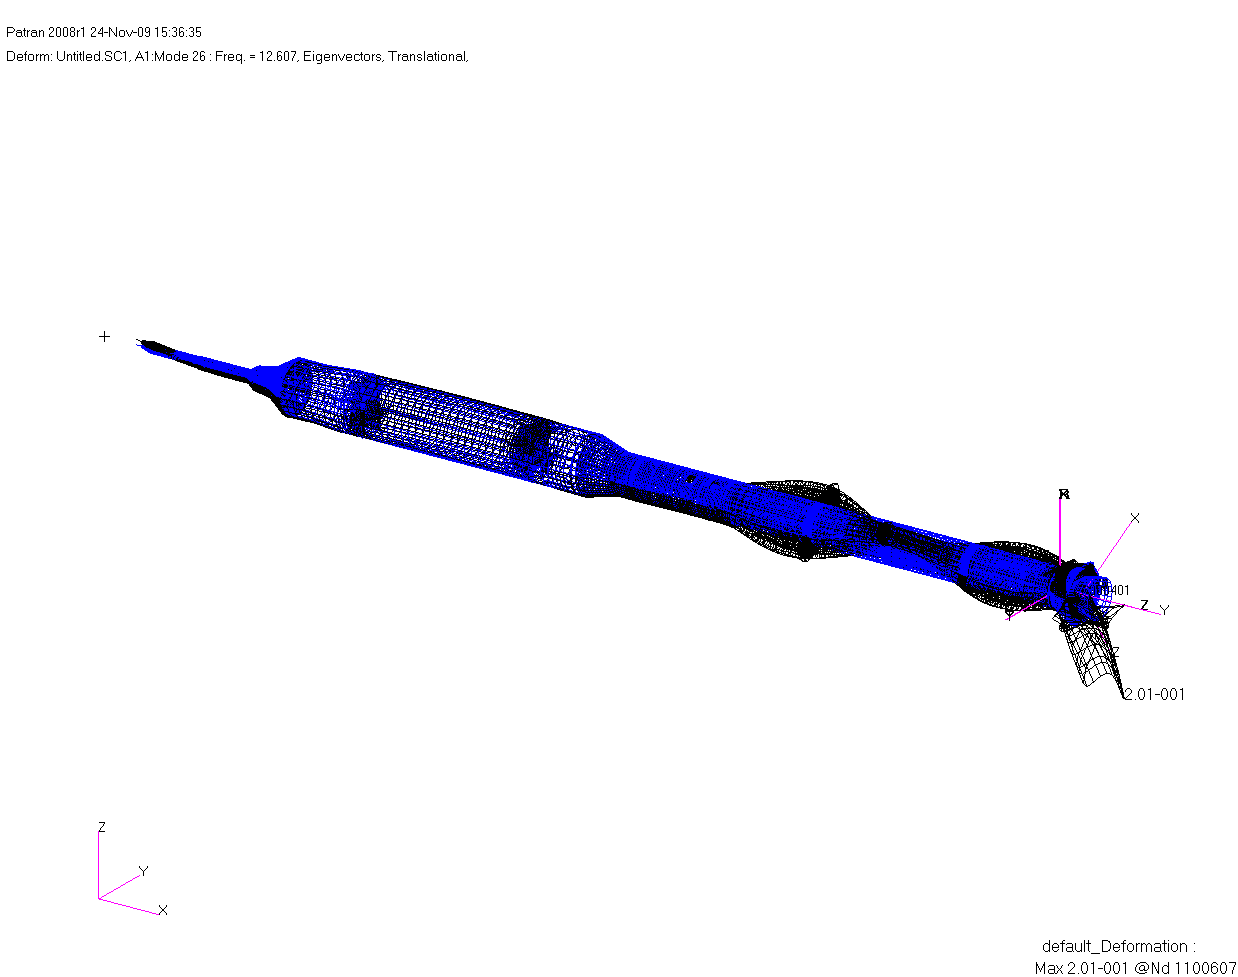 Patran 2008r1 24-Nov-09 15:36:35
Deform: Untitled.SC1, A1:Mode 26 : Freq. = 12.607, Eigenvectors, Translational,
R
X
Z
Y
Z
2.01-001
Z
Y
X
default_Deformation :
Max 2.01-001 @Nd 1100607